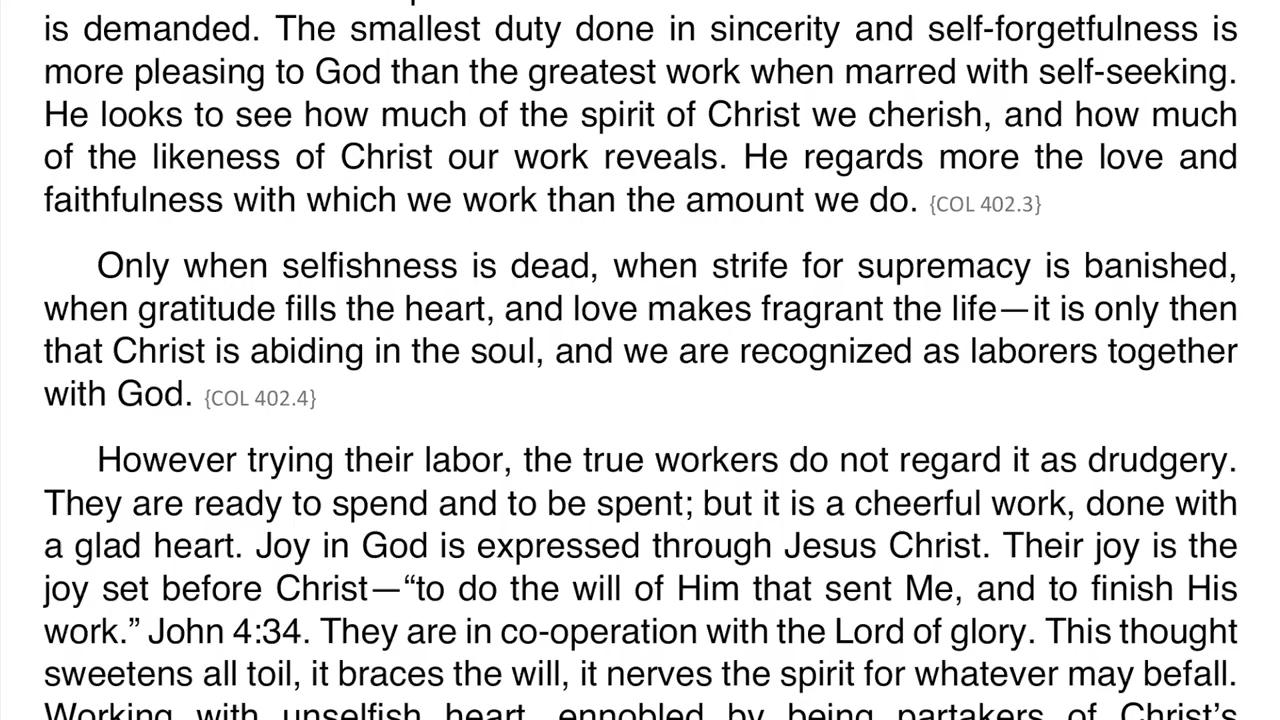 is demanded. The smallest duty done in sincerity and self-forgetfulness is
more pleasing to God than the greatest work when marred with self-seeking.
He looks to see how much of the spirit of Christ we cherish, and how much
of the likeness of Christ our work reveals. He regards more the love and
faithfulness with which we work than the amount we do. {COL 402.3}
Only when selfishness is dead, when strife for supremacy is banished,
when gratitude fills the heart, and love makes fragrant the life—it is only then
that Christ is abiding in the soul, and we are recognized as laborers together
with God. {COL 402.4}
However trying their labor, the true workers do not regard it as drudgery.
They are ready to spend and to be spent; but it is a cheerful work, done with
a glad heart. Joy in God is expressed through Jesus Christ. Their joy is the
joy set before Christ—“to do the will of Him that sent Me, and to finish His
work.” John 4:34. They are in co-operation with the Lord of glory. This thought
sweetens all toil, it braces the will, it nerves the spirit for whatever may befall.
Working with unselfish heart, ennobled by being partakers of Christ’s